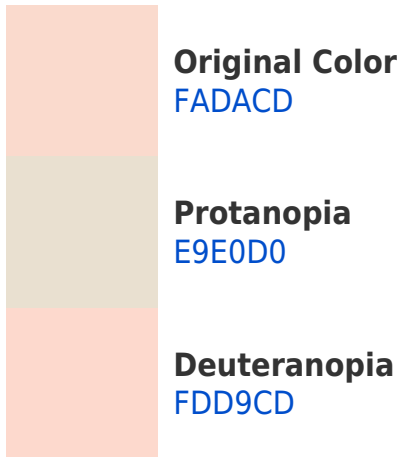 Original Color
FADACD
Protanopia
E9E0D0
Deuteranopia
FDD9CD